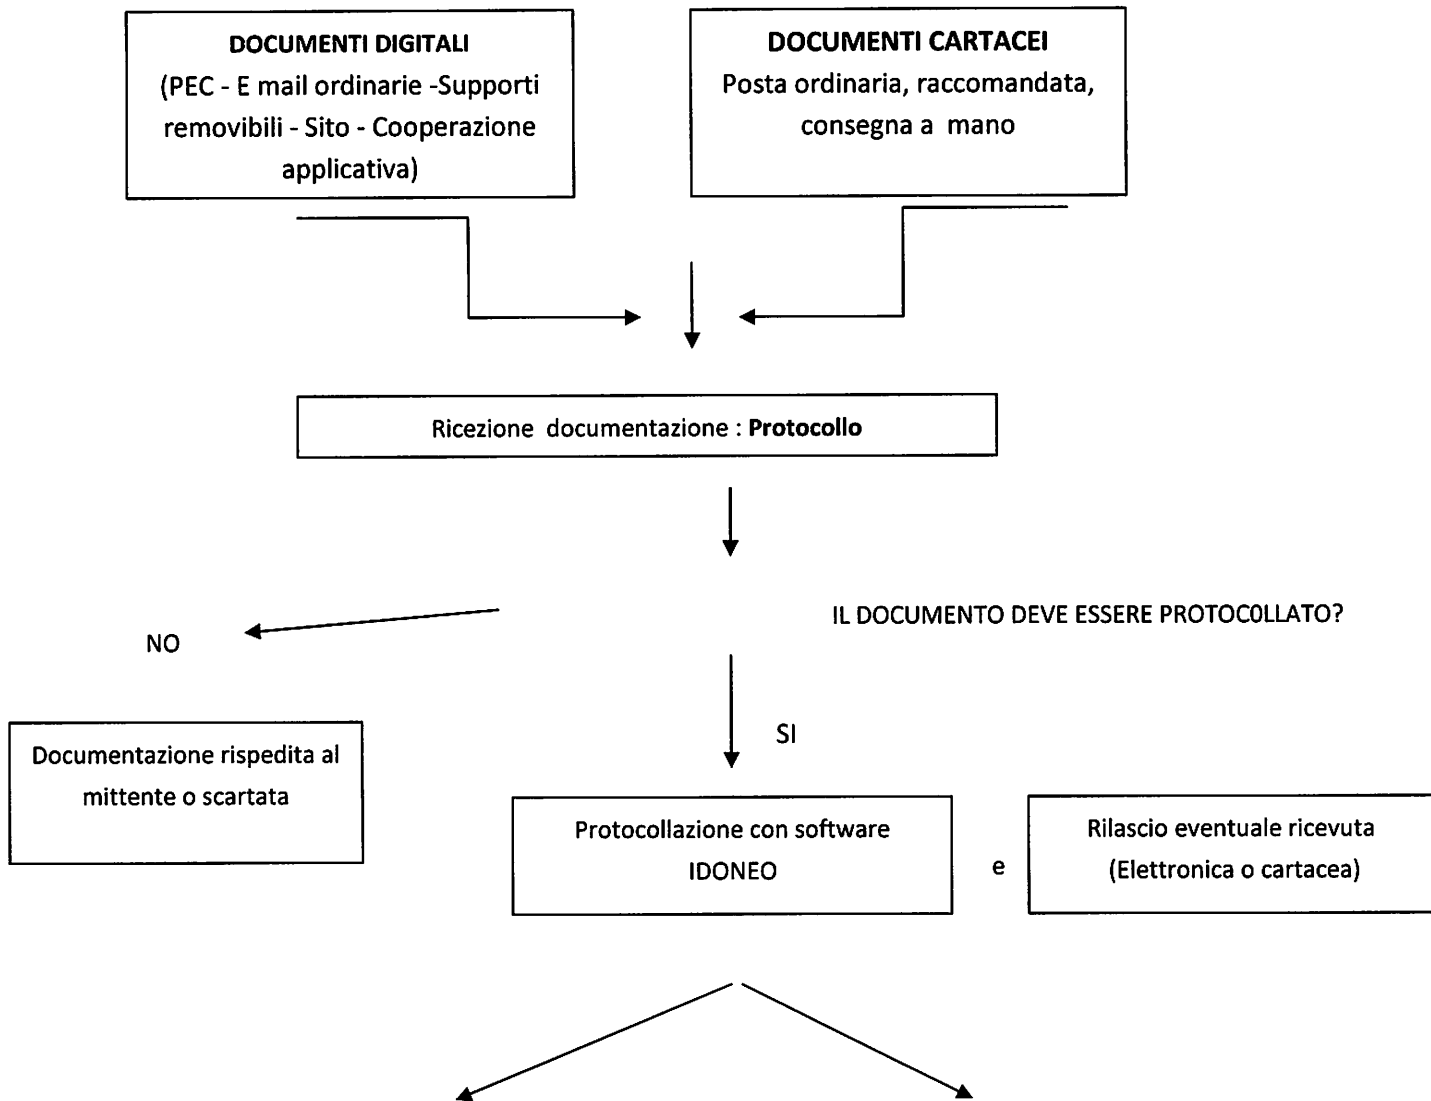 DOCUMENTI DIGITALI
(PEC - E mail ordinarie -Supporti
removibili - Sito - Cooperazione
applicativa)
DOCUMENTI CARTACEI
Posta ordinaria, raccomandata,
consegna a mano
Ricezione documentazione : Protocollo
IL DOCUMENTO DEVE ESSERE PROTOCOLLATO?
NO
Documentazione rispedita al
mittente o scartata
SI
Protocollazione con software
IDONEO
e
Rilascio eventuale ricevuta
(Elettronica o cartacea)